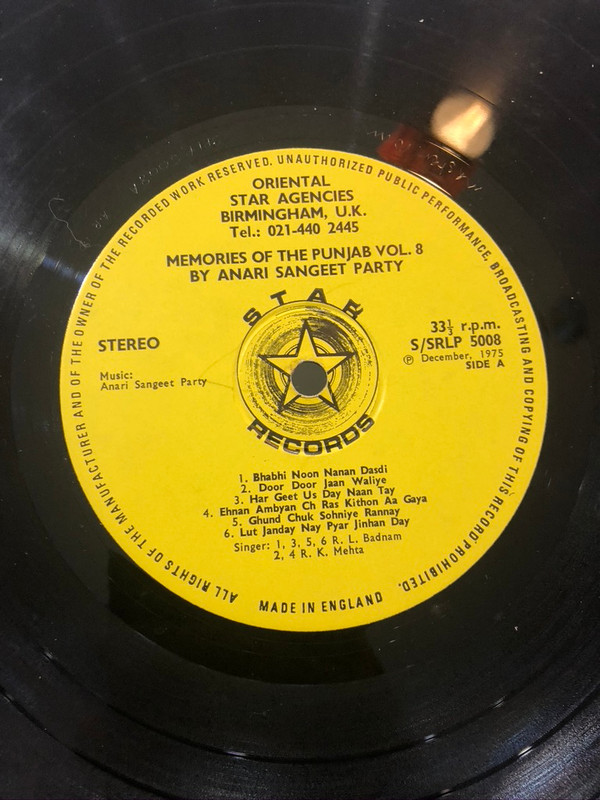 ALL RIGHTS OF THE MANUFACTURER AND OF THE OWNER OF THE RECORDED WORK RESERVED. UNAUTHORIZED PUBLIC PERFORMANCE, BROADCASTING AND COPYING OF THIS RECORD PROHIBITED.
ORIENTAL
STAR AGENCIES
BIRMINGHAM, U.K.
Tel.: 021-440 2445
MEMORIES OF THE PUNJAB VOL. 8
BY ANARI SANGEET PARTY
STAR
RECORDS
STEREO
Music:
Anari Sangeet Party
33⅓ r.p.m.
S/SRLP 5008
℗ December, 1975
SIDE A
1. Bhabhi Noon Nanan Dasdi
2. Door Door Jaan Waliye
3. Har Geet Us Day Naan Tay
4. Ehnan Ambyan Ch Ras Kithon Aa Gaya
5. Ghund Chuk Sohniye Rannay
6. Lut Janday Nay Pyar Jinhan Day
Singer: 1, 3, 5, 6 R. L. Badnam
2, 4 R. K. Mehta
MADE IN ENGLAND